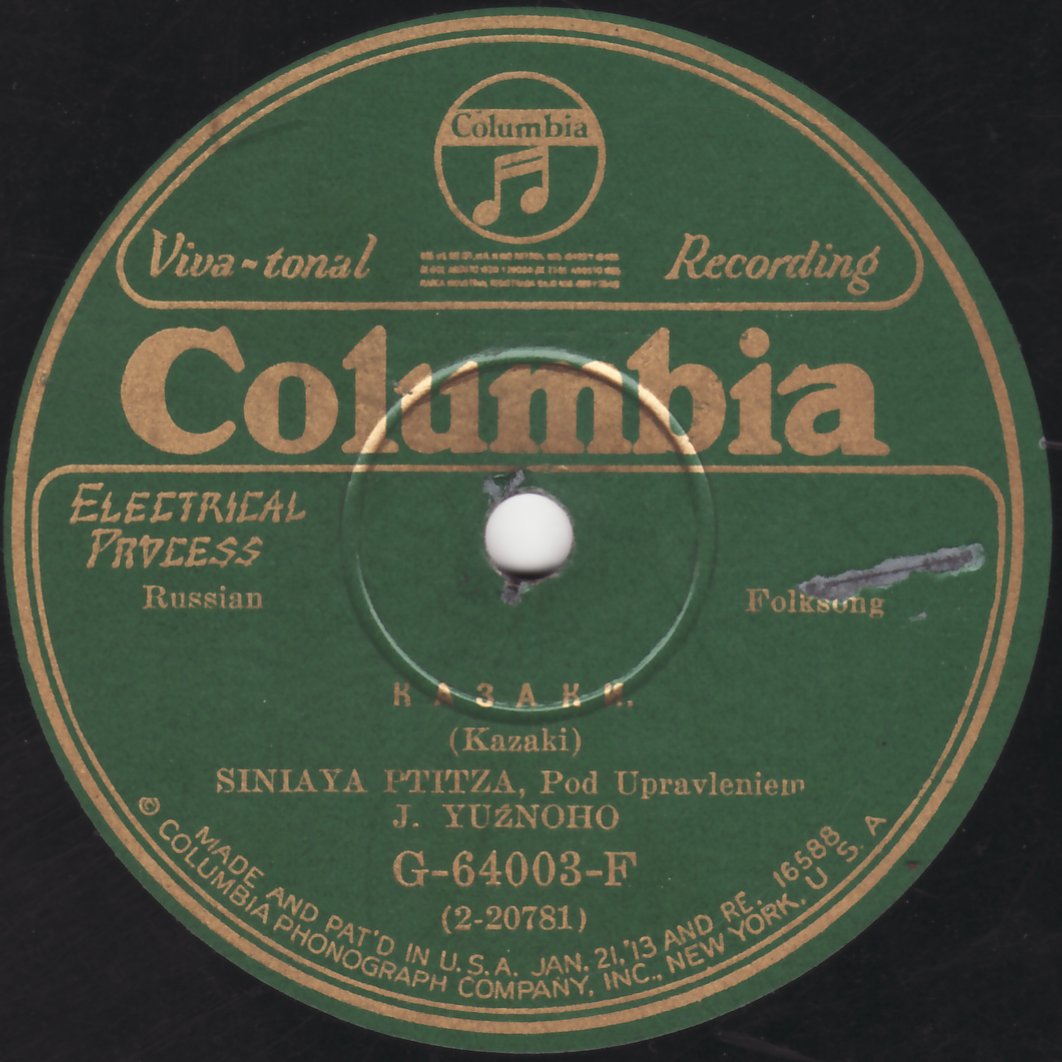 Columbia
Viva-tonal Recording
Columbia
ELECTRICAL
PROCESS
Russian Folksong
КАЗАКИ.
(Kazaki)
SINIAYA PTITZA, Pod Upravleniem
J. YUŹNOHO
G-64003-F
(2-20781)
MADE AND PAT'D IN U.S.A. JAN. 21,'13 AND RE. 16588
© COLUMBIA PHONOGRAPH COMPANY, INC., NEW YORK, U. S. A